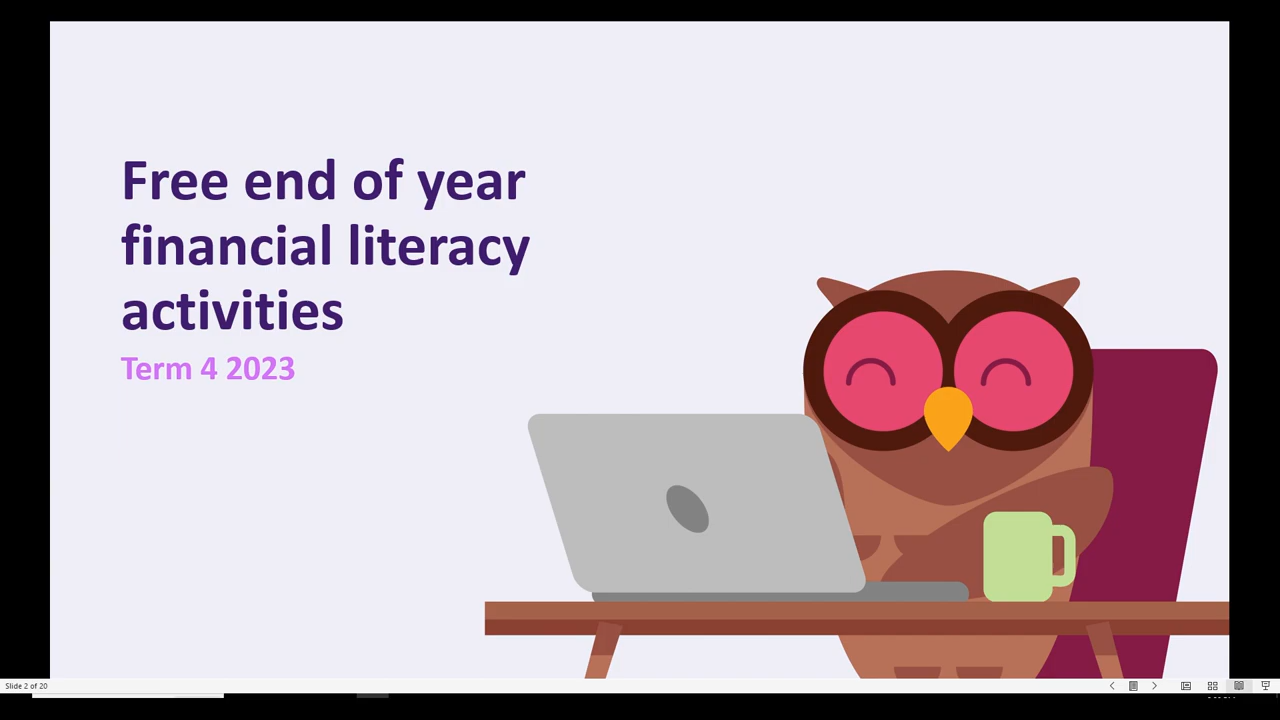 Free end of year
financial literacy
activities
Term 4 2023
Slide 2 of 20